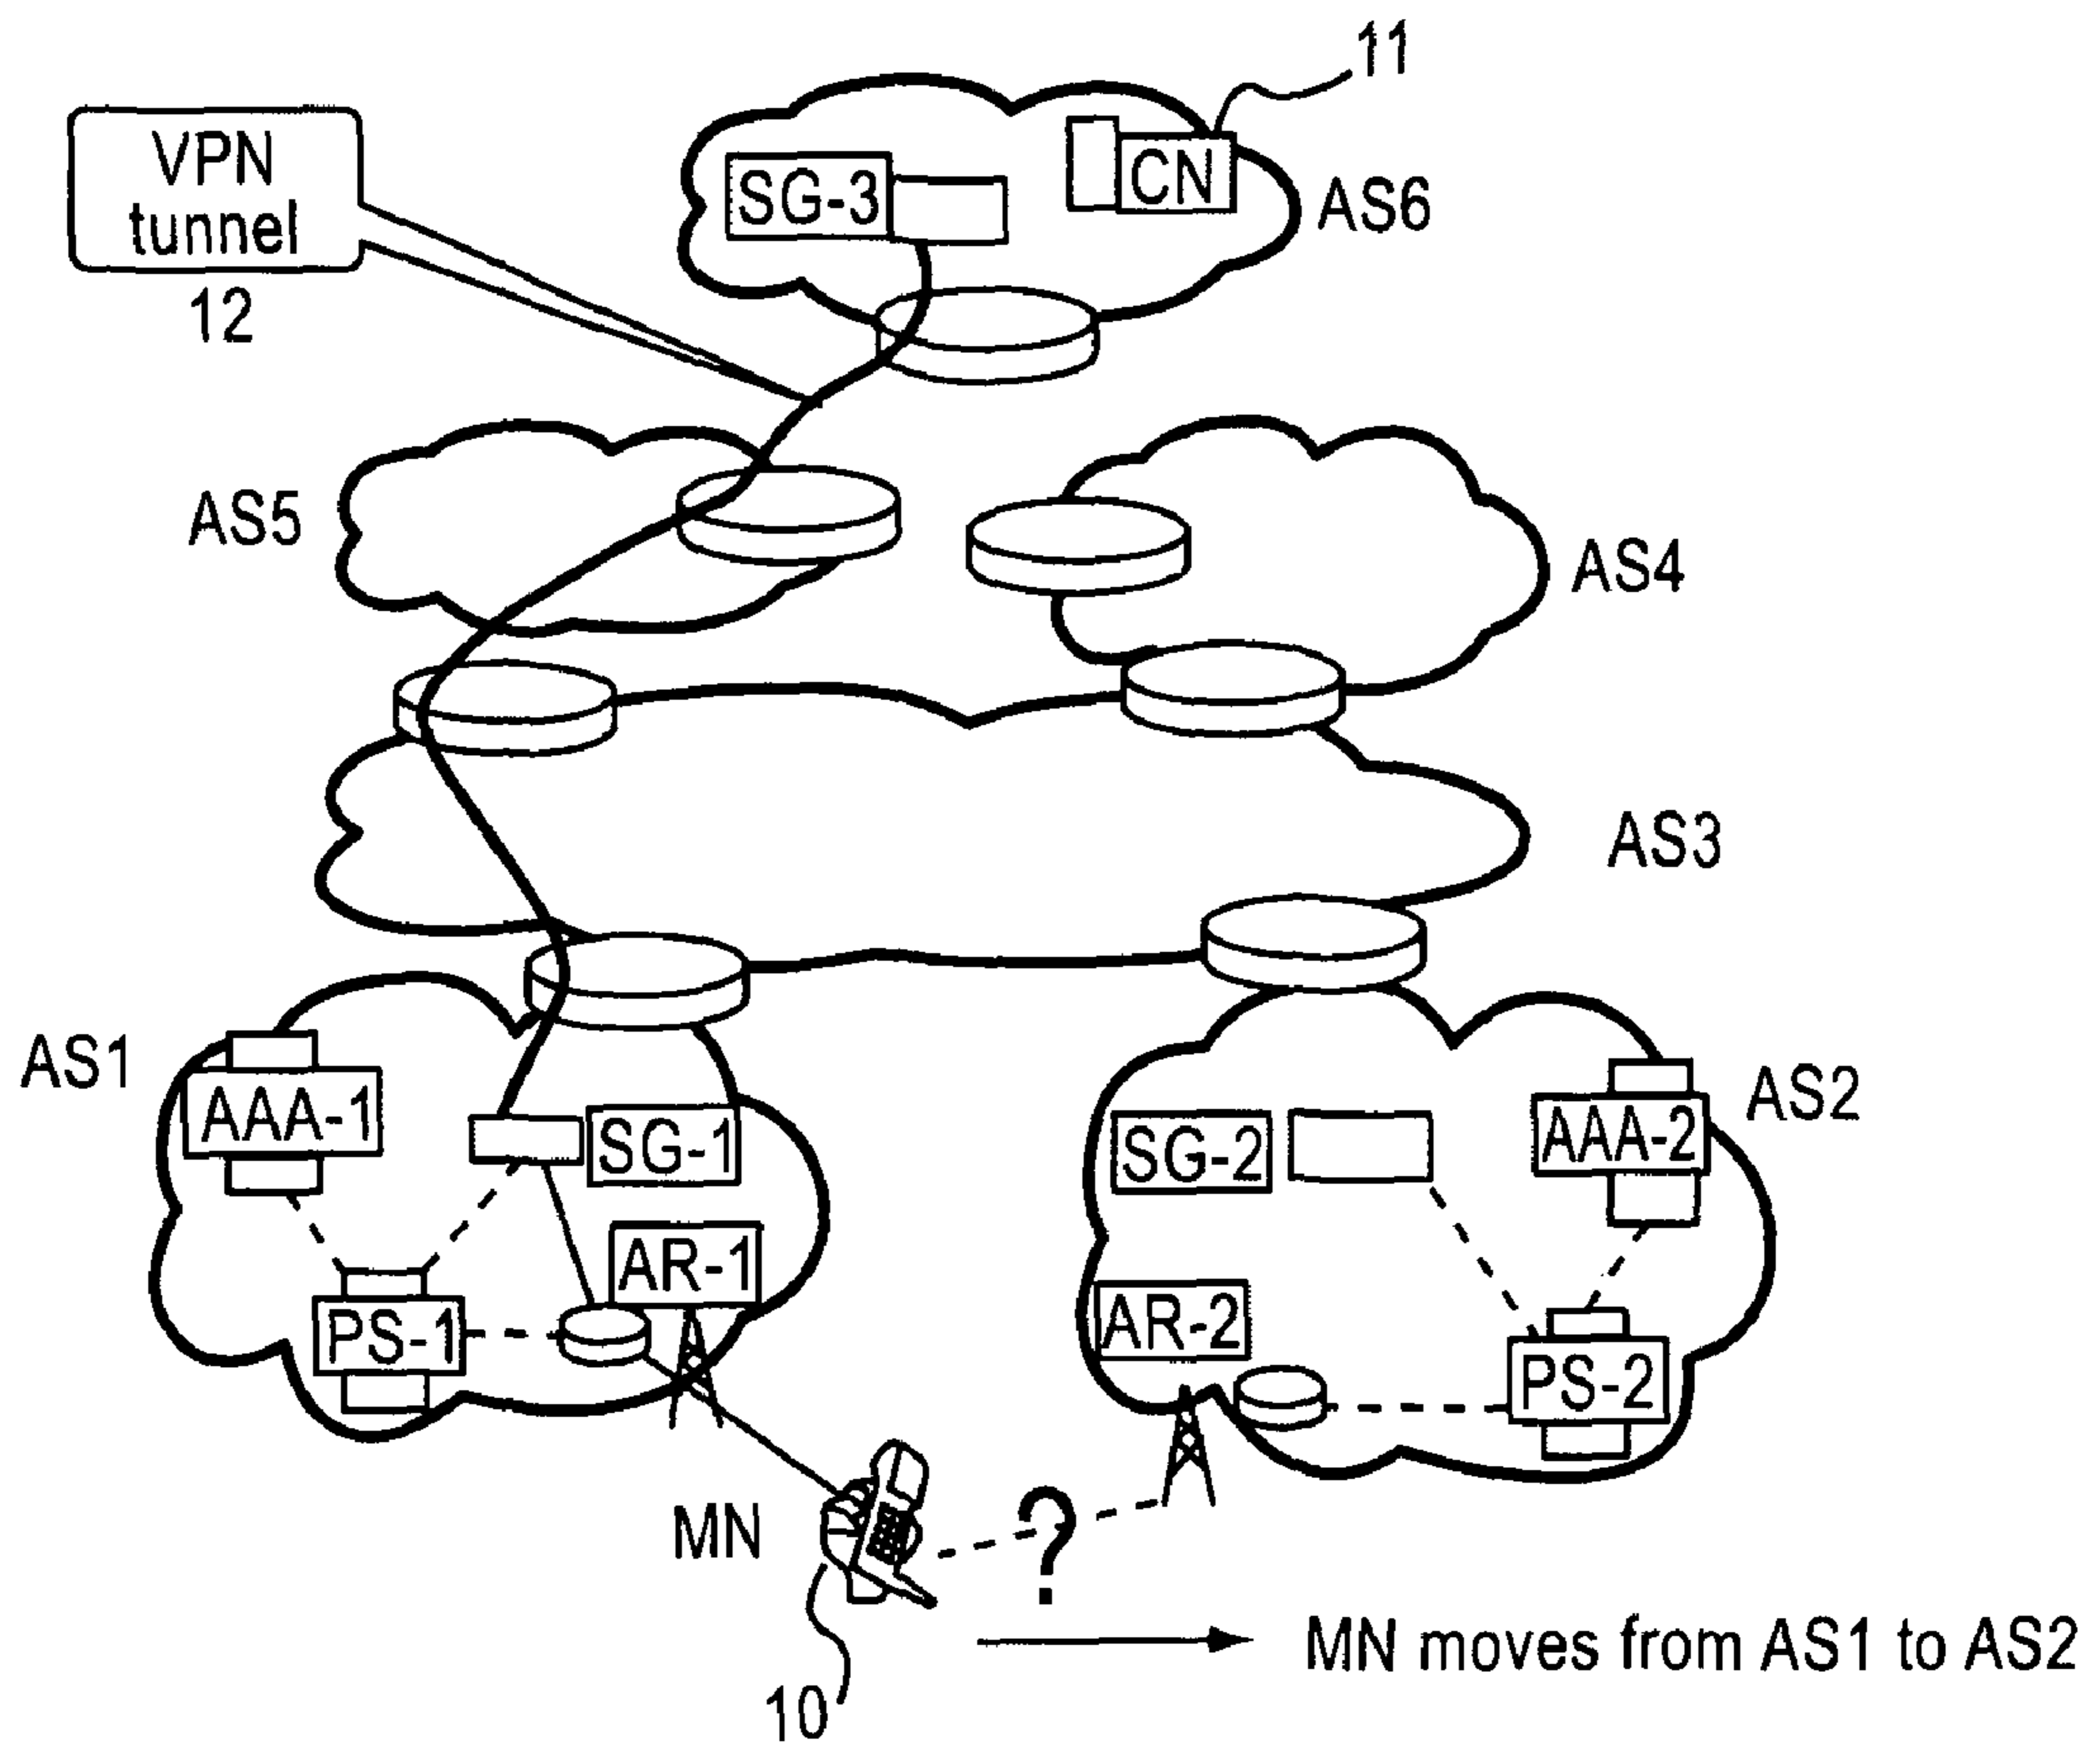 11
VPN
tunnel
12
SG-3
CN
AS6
AS5
AS4
AS3
AS1
AAA-1
SG-1
AR-1
PS-1
AS2
AAA-2
SG-2
AR-2
PS-2
MN
?
MN moves from AS1 to AS2
10